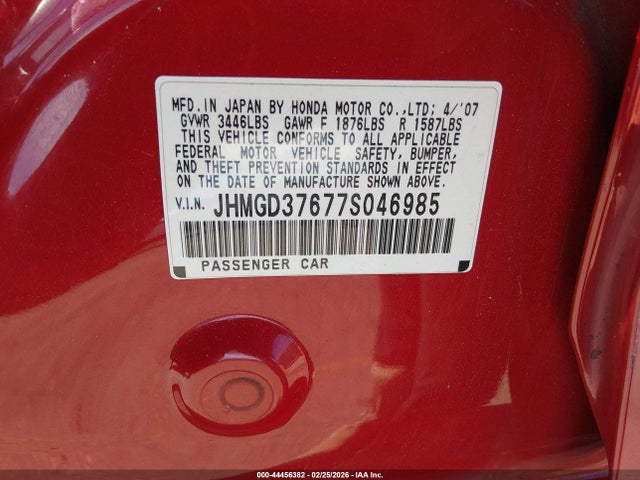 MFD.IN JAPAN BY HONDA MOTOR CO.,LTD; 4/'07
GVWR 3446LBS GAWR F 1876LBS R 1587LBS
THIS VEHICLE CONFORMS TO ALL APPLICABLE
FEDERAL MOTOR VEHICLE SAFETY, BUMPER,
AND THEFT PREVENTION STANDARDS IN EFFECT
ON THE DATE OF MANUFACTURE SHOWN ABOVE.
V.I.N. JHMGD37677S046985
PASSENGER CAR
000-44456382 - 02/25/2026 - IAA Inc.